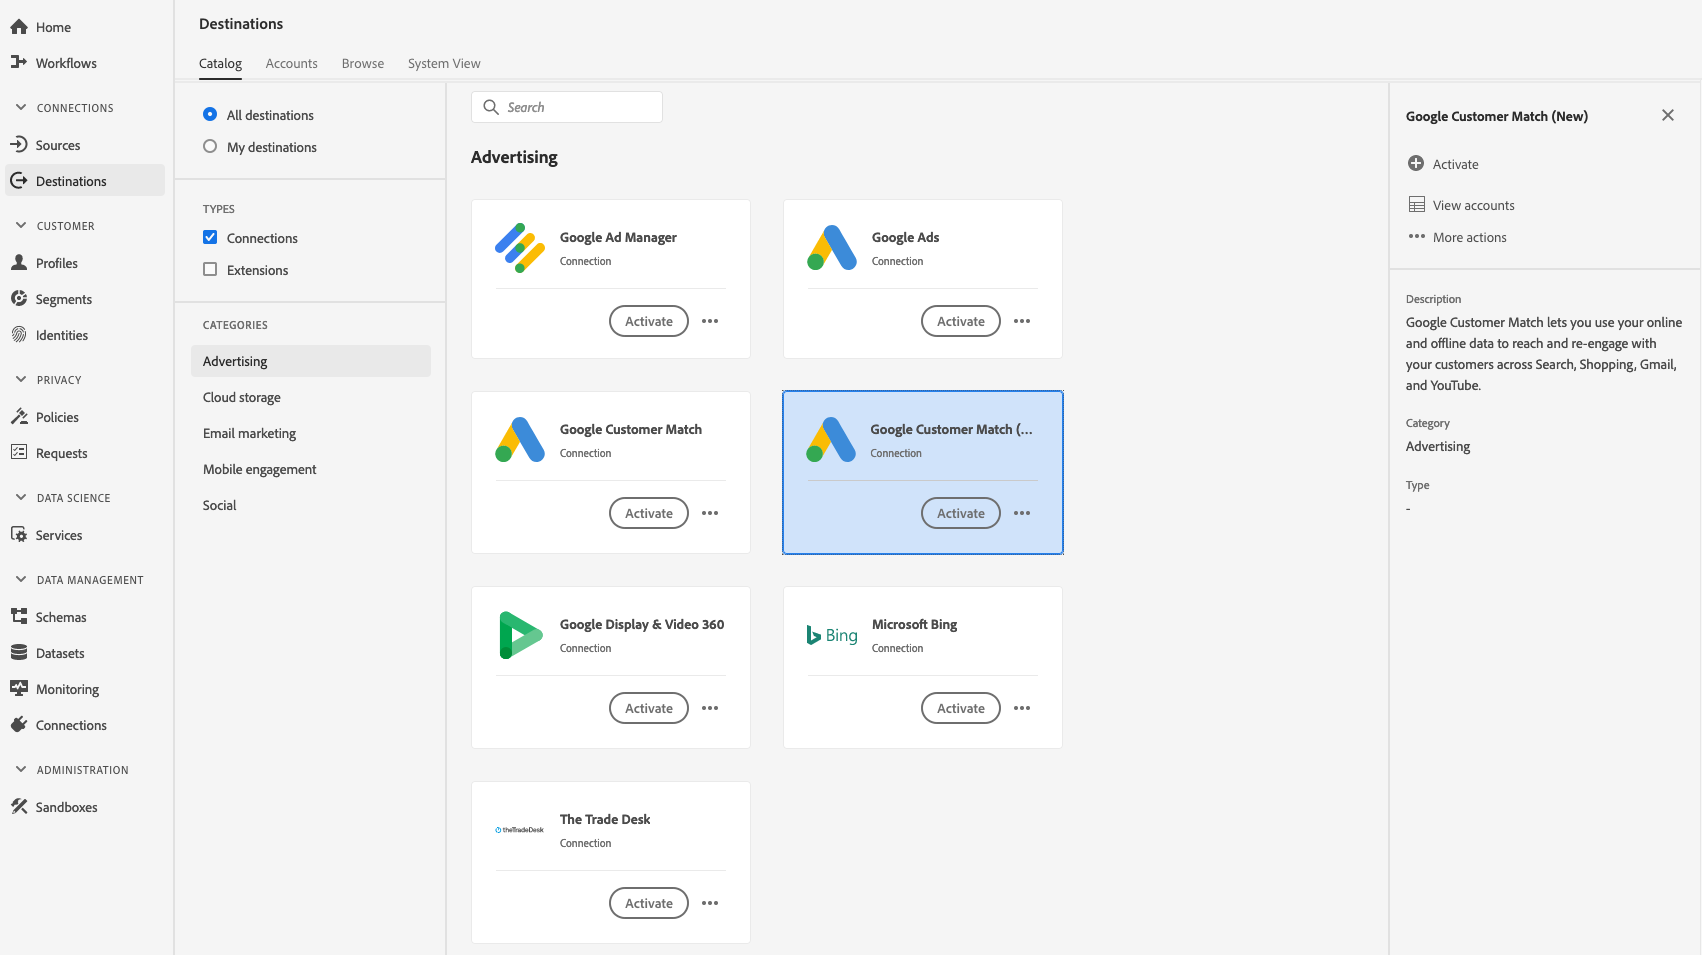 Home
Workflows
CONNECTIONS
Sources
Destinations
CUSTOMER
Profiles
Segments
Identities
PRIVACY
Policies
Requests
DATA SCIENCE
Services
DATA MANAGEMENT
Schemas
Datasets
Monitoring
Connections
ADMINISTRATION
Sandboxes
Destinations
Catalog Accounts Browse System View
All destinations
My destinations
TYPES
Connections
Extensions
CATEGORIES
Advertising
Cloud storage
Email marketing
Mobile engagement
Social
Search
Advertising
Google Ad Manager
Connection
Activate
Google Ads
Connection
Activate
Google Customer Match
Connection
Activate
Google Customer Match (...
Connection
Activate
Google Display & Video 360
Connection
Activate
Bing
Microsoft Bing
Connection
Activate
theTradeDesk
The Trade Desk
Connection
Activate
Google Customer Match (New)
Activate
View accounts
More actions
Description
Google Customer Match lets you use your online
and offline data to reach and re-engage with
your customers across Search, Shopping, Gmail,
and YouTube.
Category
Advertising
Type
-